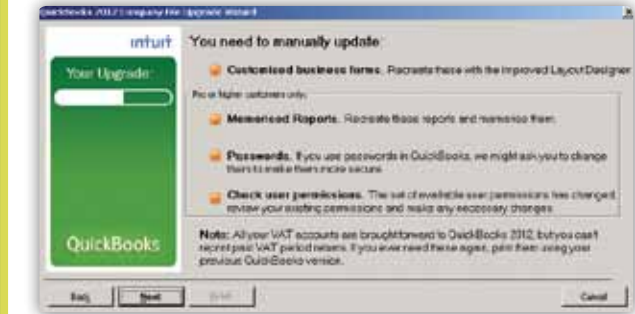 QuickBooks 2012 Company File Upgrade Wizard
intuit
Your Upgrade:
QuickBooks
You need to manually update:
Customised business forms. Recreate these with the improved Layout Designer
Pro or higher customers only:
Memorised Reports. Recreate these reports and memorise them.
Passwords. If you use passwords in QuickBooks, we might ask you to change
them to make them more secure.
Check user permissions. The set of available user permissions has changed,
review your existing permissions and make any necessary changes
Note: All your VAT accounts are brought forward to QuickBooks 2012, but you can't
reprint past VAT period returns. If you ever need these again, print them using your
previous QuickBooks version.
Back
Next
Cancel